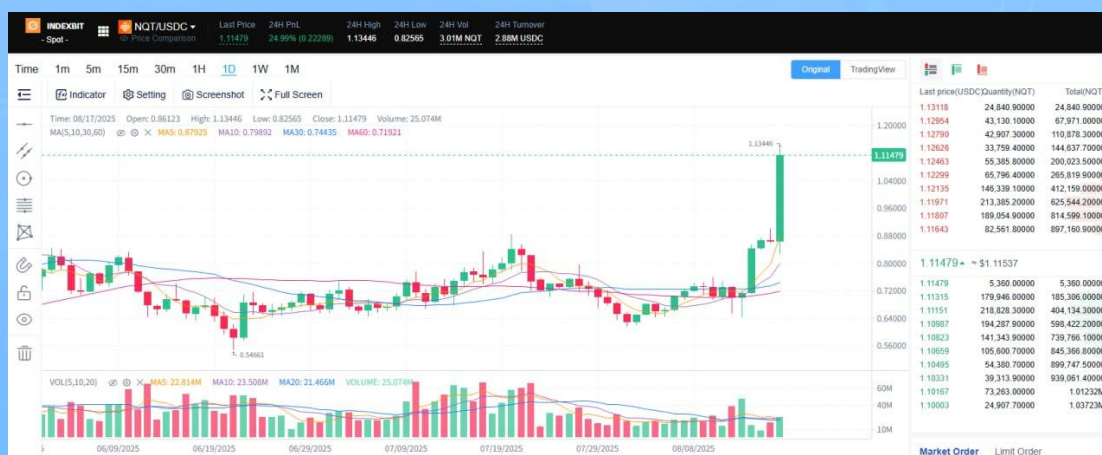 INDEXBIT
- Spot -
NQT/USDC
Price Comparison
Last Price 24H PnL 24H High 24H Low 24H Vol 24H Turnover
1.11479 24.99% (0.22289) 1.13446 0.82565 3.01M NQT 2.88M USDC
Time 1m 5m 15m 30m 1H 1D 1W 1M
Original TradingView
Indicator Setting Screenshot Full Screen
Time: 08/17/2025 Open: 0.86123 High: 1.13446 Low: 0.82565 Close: 1.11479 Volume: 25.074M
MA(5,10,30,60) MA5: 0.87925 MA10: 0.79892 MA30: 0.74435 MA60: 0.71921
1.13446
0.54661
1.20000
1.11479
1.04000
0.96000
0.88000
0.80000
0.72000
0.64000
0.56000
VOL(5,10,20) MA5: 22.814M MA10: 23.508M MA20: 21.466M VOLUME: 25.074M
60M
40M
10M
06/09/2025 06/19/2025 06/29/2025 07/09/2025 07/19/2025 07/29/2025 08/08/2025
Last price(USDC) Quantity(NQT) Total(NQT
1.13118 24,840.90000 24,840.90000
1.12954 43,130.10000 67,971.00000
1.12790 42,907.30000 110,878.30000
1.12626 33,759.40000 144,637.70000
1.12463 55,385.80000 200,023.50000
1.12299 65,796.40000 265,819.90000
1.12135 146,339.10000 412,159.00000
1.11971 213,385.20000 625,544.20000
1.11807 189,054.90000 814,599.10000
1.11643 82,561.80000 897,160.90000
1.11479 ≈ $1.11537
1.11479 5,360.00000 5,360.00000
1.11315 179,946.00000 185,306.00000
1.11151 218,828.30000 404,134.30000
1.10987 194,287.90000 598,422.20000
1.10823 141,343.90000 739,766.10000
1.10659 105,600.70000 845,366.80000
1.10495 54,380.70000 899,747.50000
1.10331 39,313.90000 939,061.40000
1.10167 73,263.00000 1.01232M
1.10003 24,907.70000 1.03723M
Market Order Limit Order